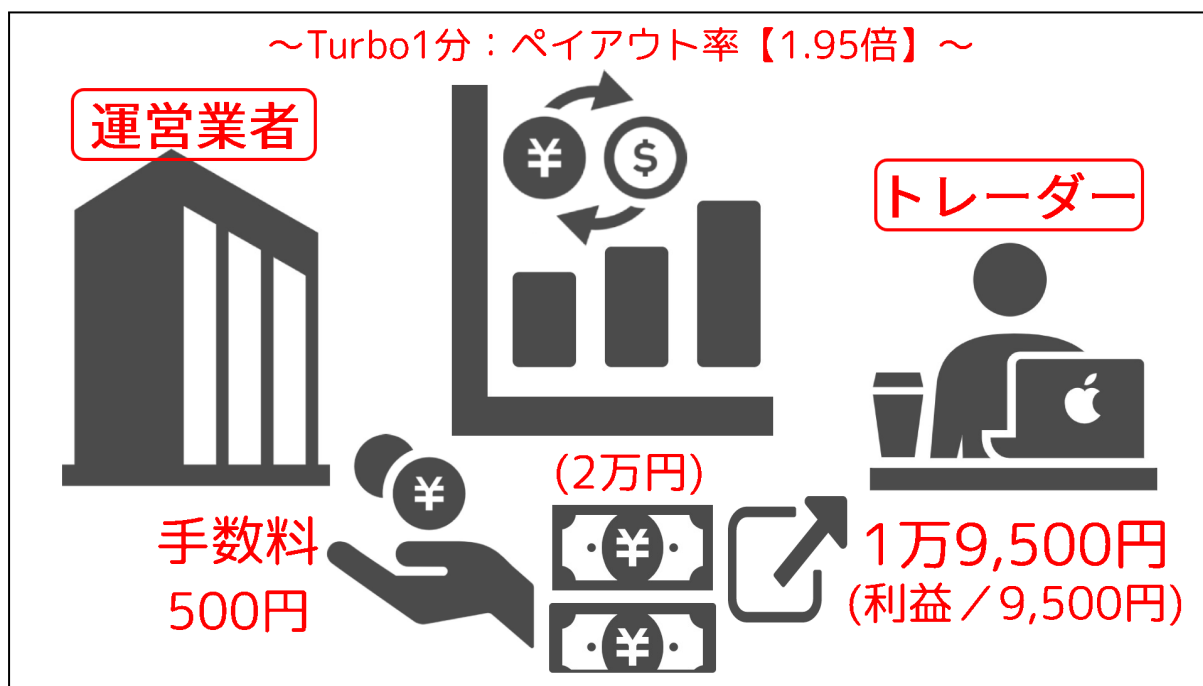 ～Turbo1分：ペイアウト率【1.95倍】～
運営業者
¥
$
トレーダー
¥
(2万円)
手数料
500円
¥
¥
1万9,500円
(利益／9,500円)